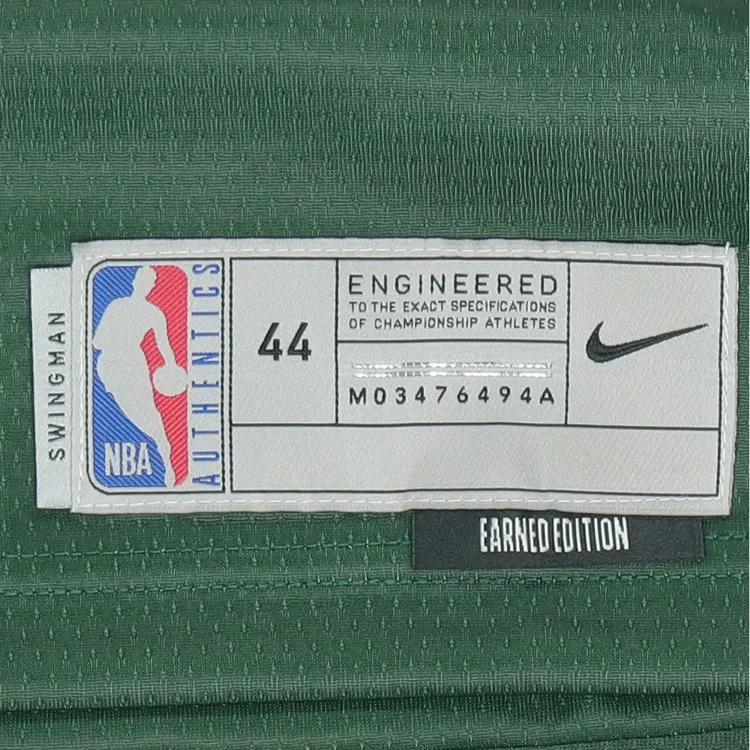 SWINGMAN
NBA
AUTHENTICS
44
ENGINEERED
TO THE EXACT SPECIFICATIONS
OF CHAMPIONSHIP ATHLETES
M03476494A
EARNED EDITION